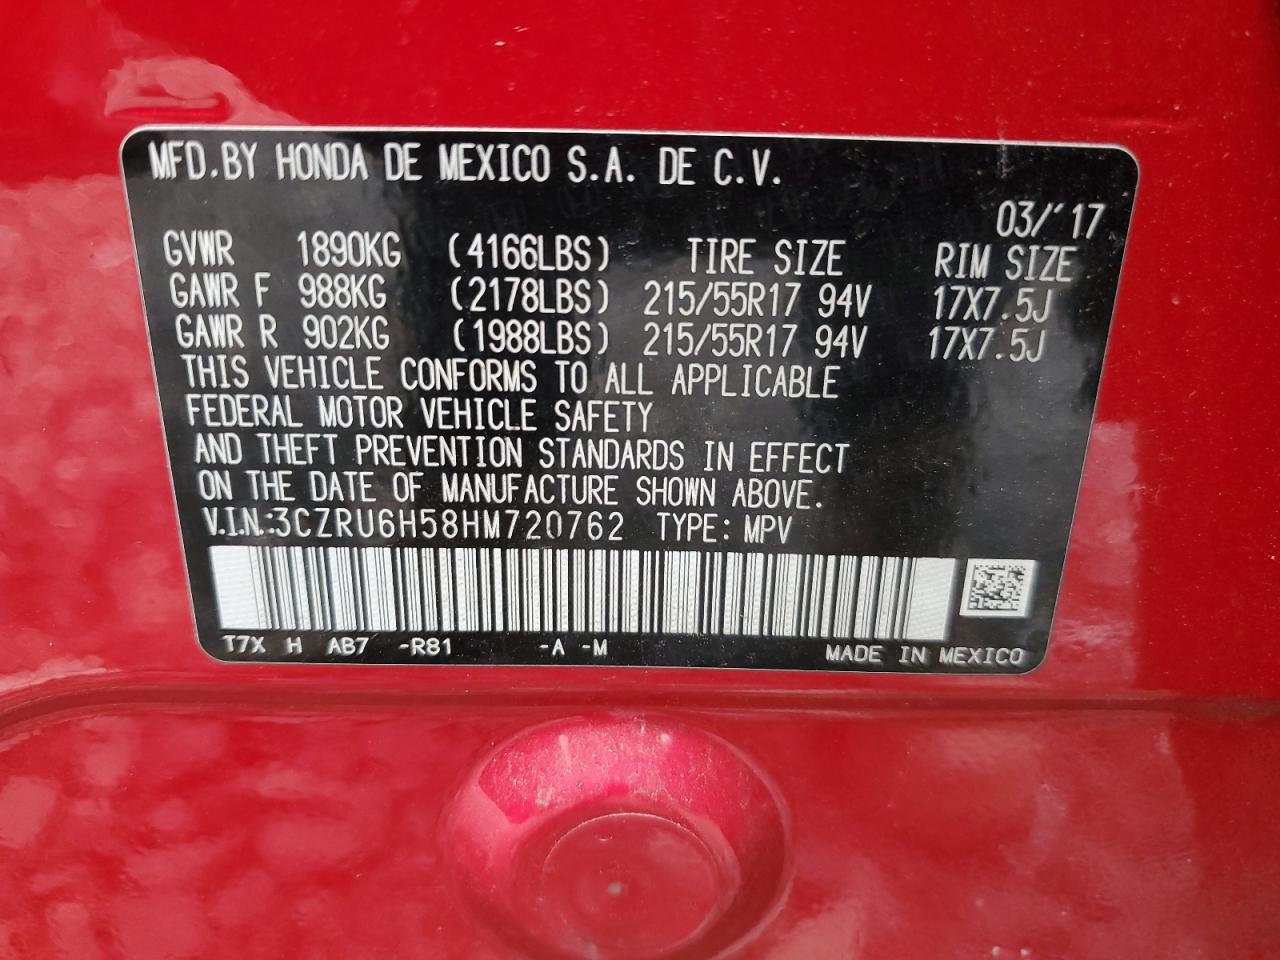 MFD.BY HONDA DE MEXICO S.A. DE C.V.
03/'17
GVWR 1890KG (4166LBS) TIRE SIZE RIM SIZE
GAWR F 988KG (2178LBS) 215/55R17 94V 17X7.5J
GAWR R 902KG (1988LBS) 215/55R17 94V 17X7.5J
THIS VEHICLE CONFORMS TO ALL APPLICABLE
FEDERAL MOTOR VEHICLE SAFETY
AND THEFT PREVENTION STANDARDS IN EFFECT
ON THE DATE OF MANUFACTURE SHOWN ABOVE.
V.I.N.:3CZRU6H58HM720762 TYPE: MPV
T7X H AB7 -R81 -A -M
MADE IN MEXICO